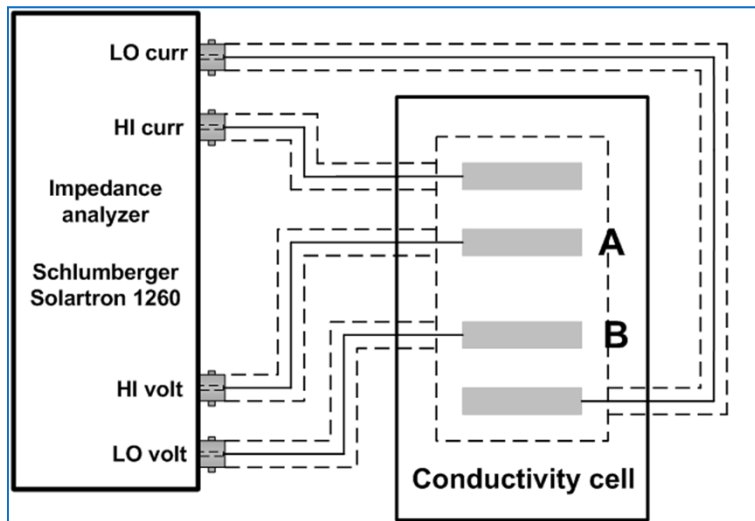 LO curr
HI curr
Impedance
analyzer
Schlumberger
Solartron 1260
HI volt
LO volt
A
B
Conductivity cell